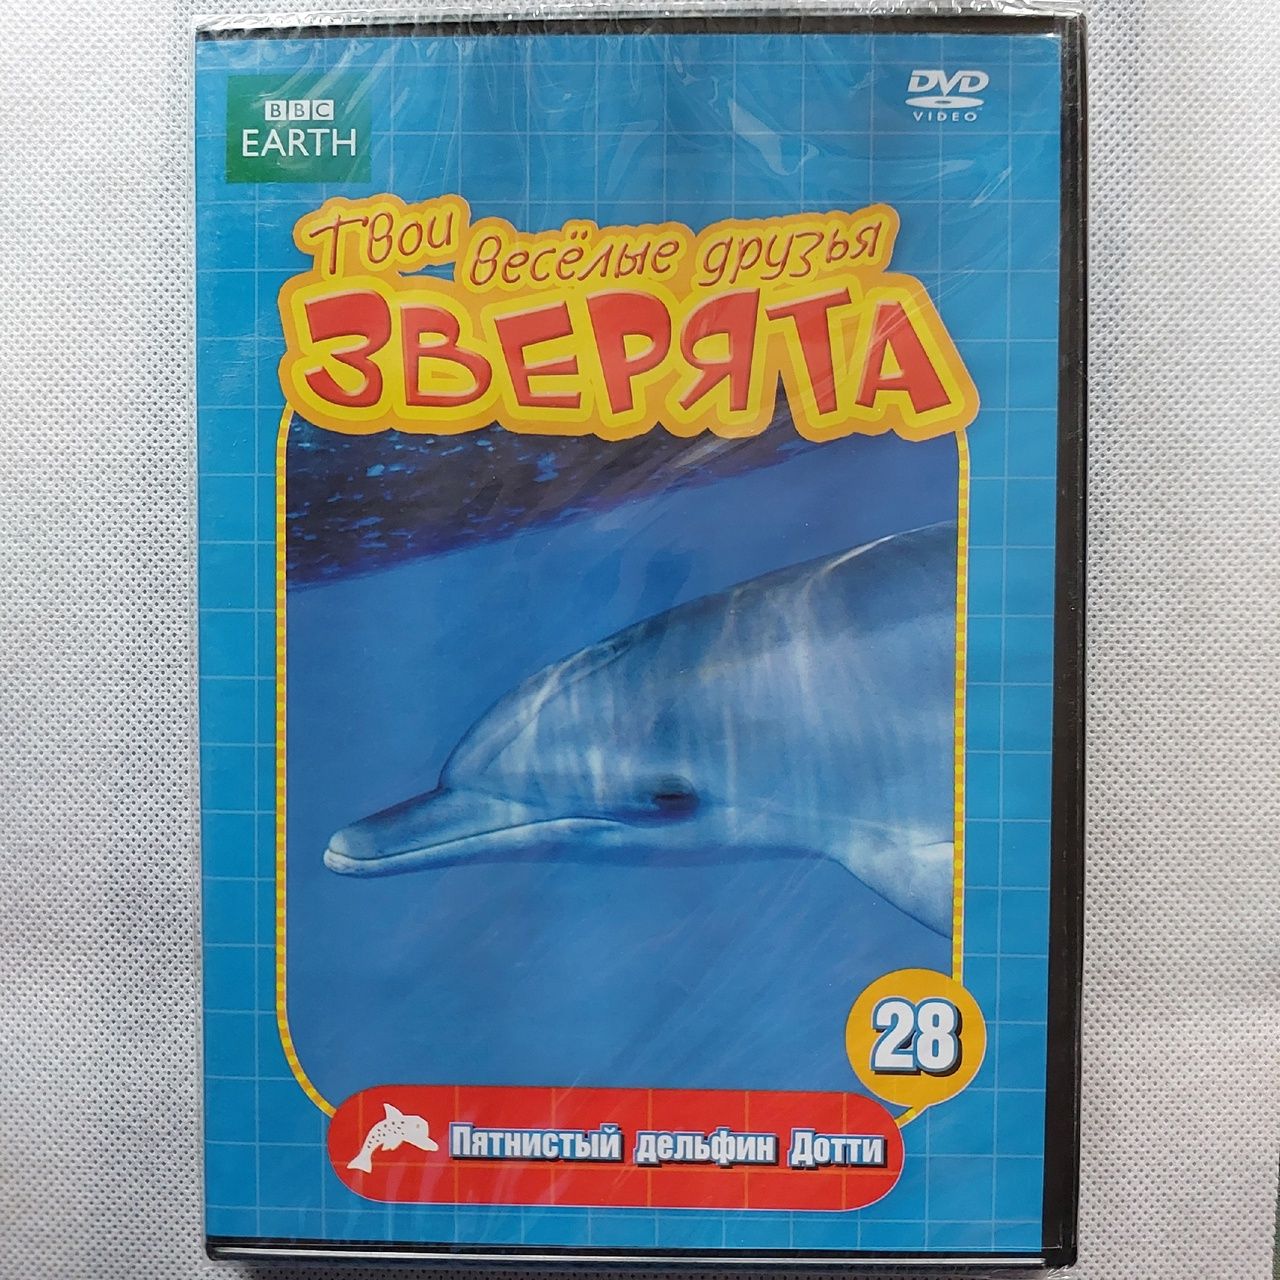 BBC
EARTH
DVD
VIDEO
Твои весёлые друзья
ЗВЕРЯТА
28
Пятнистый дельфин Дотти